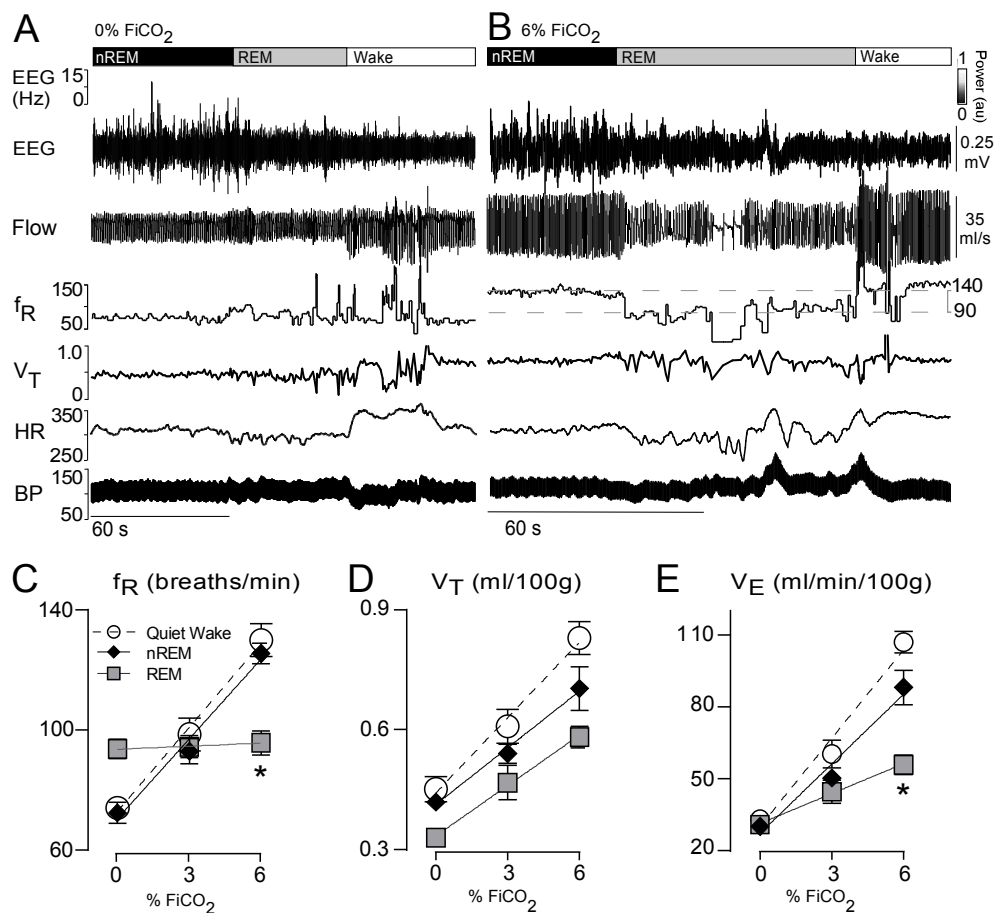 A
0% FiCO2
B
6% FiCO2
nREM
REM
Wake
nREM
REM
Wake
1
0
Power (au)
EEG
(Hz)
15
0
EEG
0.25
mV
Flow
35
ml/s
fR
150
50
140
90
VT
1.0
0
HR
350
250
BP
150
50
60 s
60 s
C
fR (breaths/min)
D
VT (ml/100g)
E
VE (ml/min/100g)
140
100
60
Quiet Wake
nREM
REM
*
0
3
6
% FiCO2
0.9
0.6
0.3
0
3
6
% FiCO2
110
80
50
20
*
0
3
6
% FiCO2